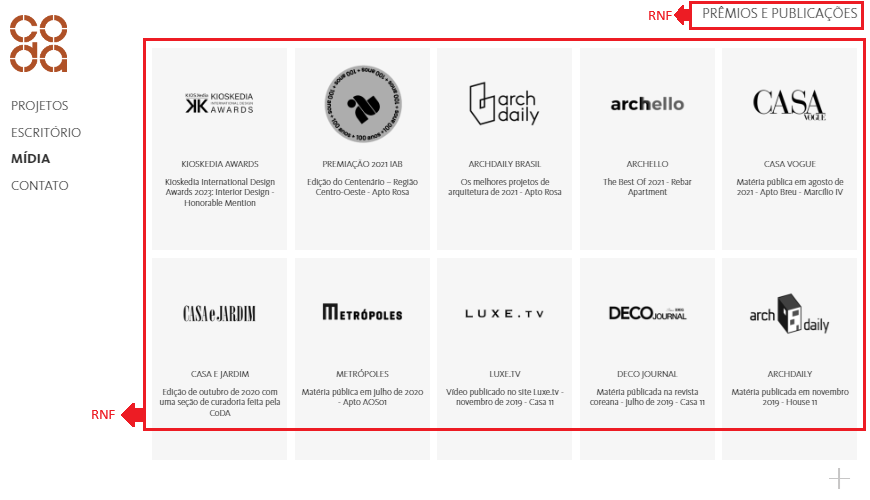 coda
RNF
PRÊMIOS E PUBLICAÇÕES
PROJETOS
ESCRITÓRIO
MÍDIA
CONTATO
KIOSKedia
KIOSKEDIA
INTERNATIONAL DESIGN
AWARDS
KIOSKEDIA AWARDS
Kioskedia International Design
Awards 2023; Interior Design -
Honorable Mention
100 anos + 100 anos + 100 anos + 100 anos +
PREMIAÇÃO 2021 IAB
Edição do Centenário – Região
Centro-Oeste - Apto Rosa
arch
daily
ARCHDAILY BRASIL
Os melhores projetos de
arquitetura de 2021 - Apto Rosa
archello
ARCHELLO
The Best Of 2021 - Rebar
Apartment
CASA
VOGUE
CASA VOGUE
Matéria pública em agosto de
2021 - Apto Breu - Marcílio IV
CASA e JARDIM
CASA E JARDIM
Edição de outubro de 2020 com
uma seção de curadoria feita pela
CoDA
METRÓPOLES
METRÓPOLES
Matéria pública em julho de 2020
- Apto AOS01
LUXE.TV
LUXE.TV
Vídeo publicado no site Luxe.tv -
novembro de 2019 - Casa 11
DECO JOURNAL
DECO JOURNAL
Matéria públicada na revista
coreana - julho de 2019 - Casa 11
arch daily
ARCHDAILY
Matéria publicada em novembro
2019 - House 11
RNF